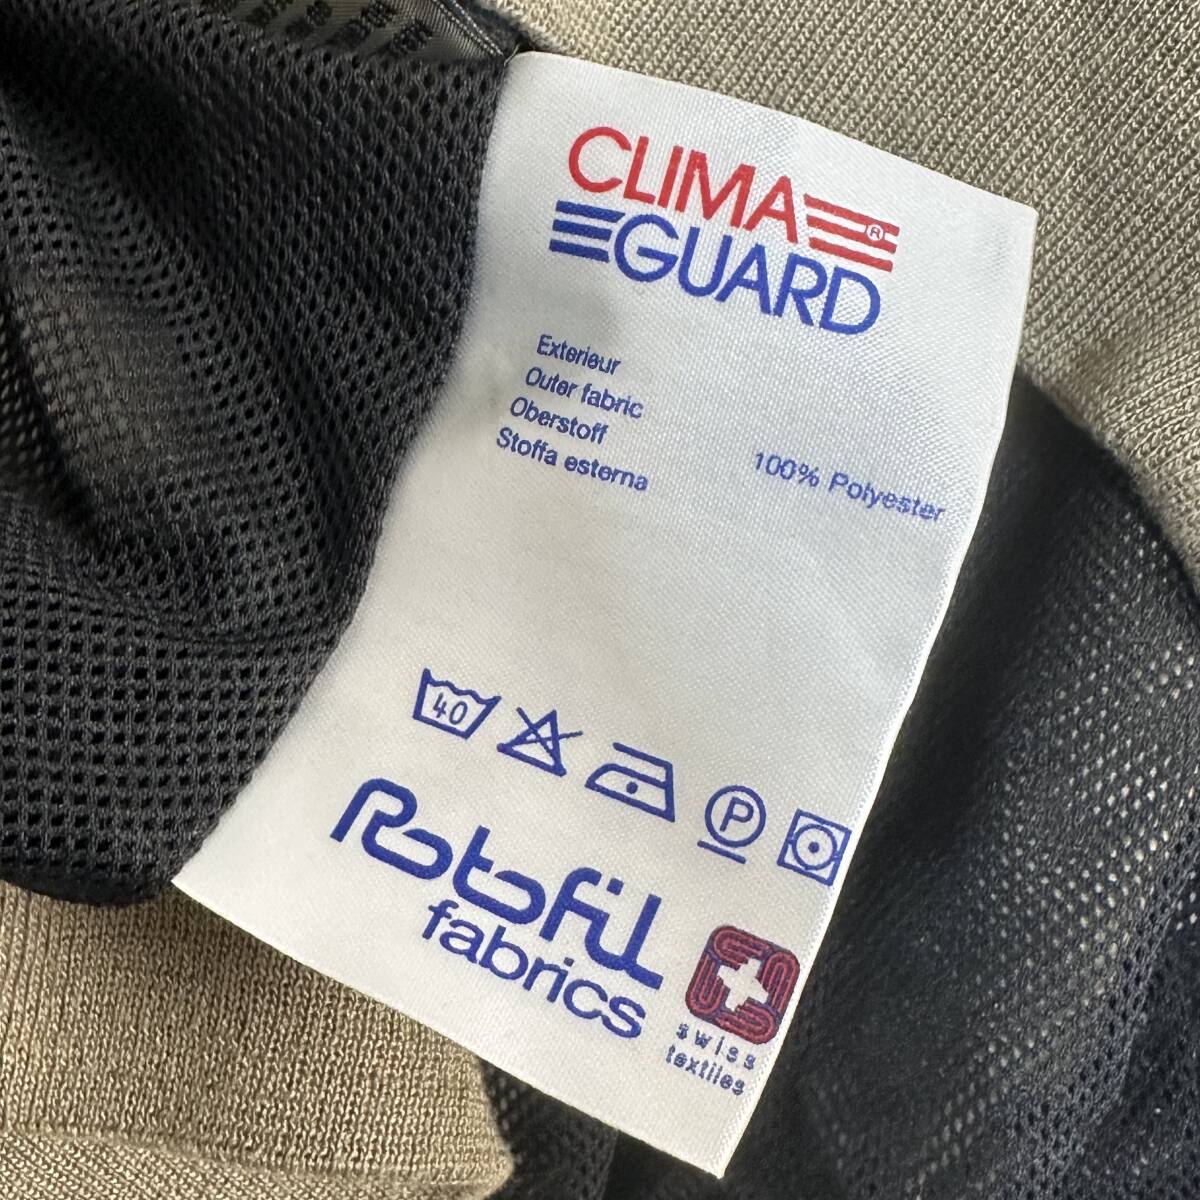 CLIMA
GUARD
®
Exterieur
Outer fabric
Oberstoff
Stoffa esterna
100% Polyester
40
P
Rotofil
fabrics
swiss
textiles